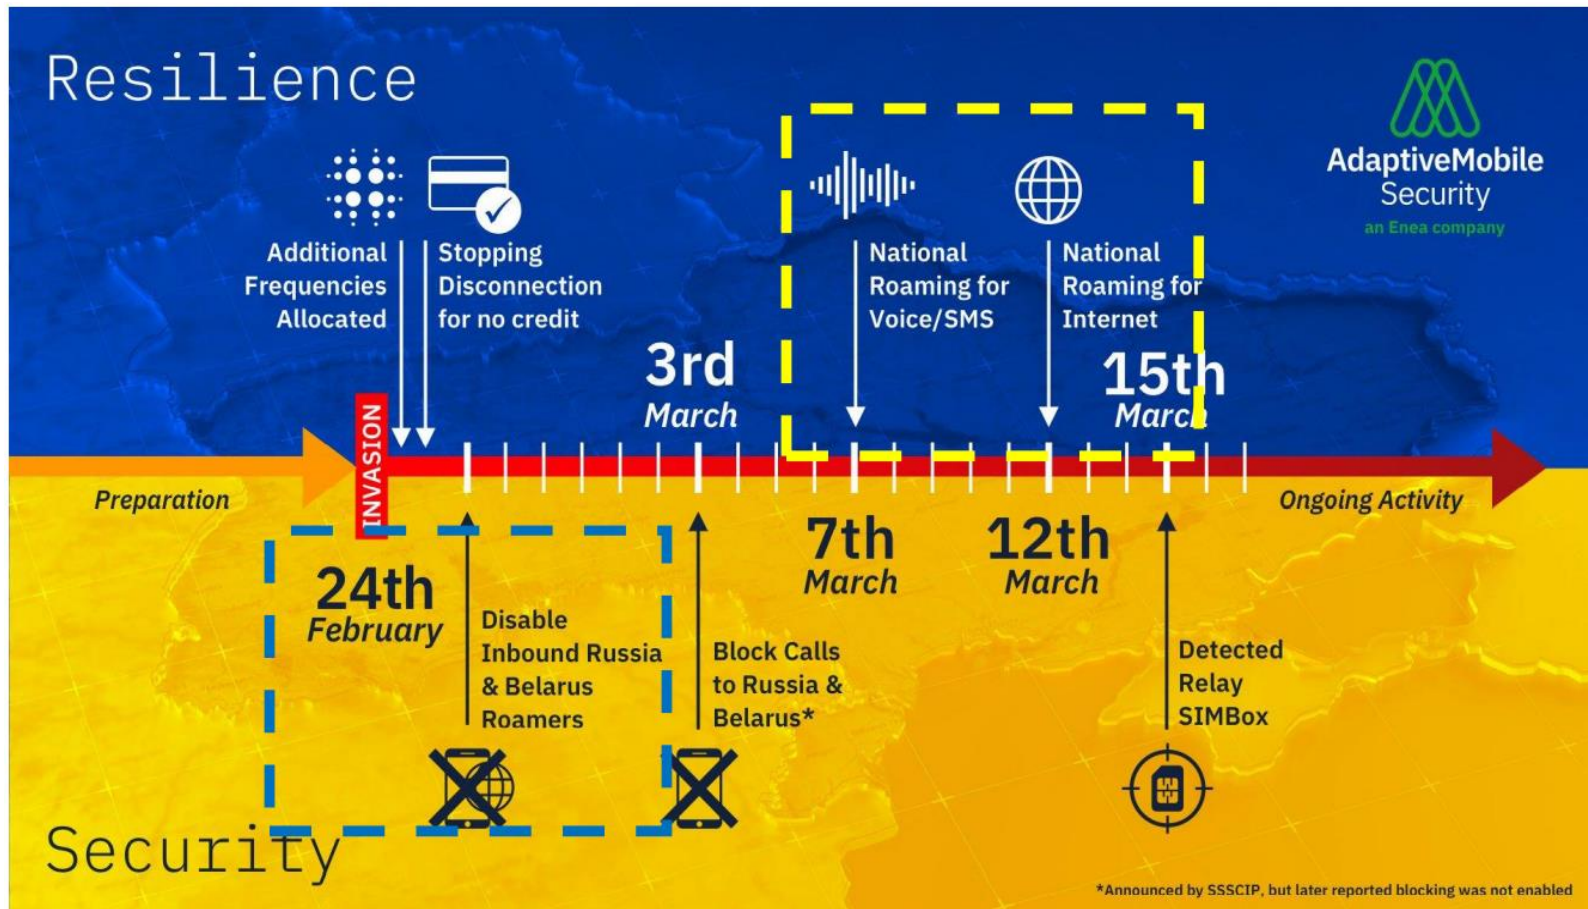 Resilience
AdaptiveMobile
Security
an Enea company
Additional
Frequencies
Allocated
Stopping
Disconnection
for no credit
National
Roaming for
Voice/SMS
National
Roaming for
Internet
3rd
March
15th
March
INVASION
Preparation
Ongoing Activity
24th
February
7th
March
12th
March
Disable
Inbound Russia
& Belarus
Roamers
Block Calls
to Russia &
Belarus*
Detected
Relay
SIMBox
Security
*Announced by SSSCIP, but later reported blocking was not enabled